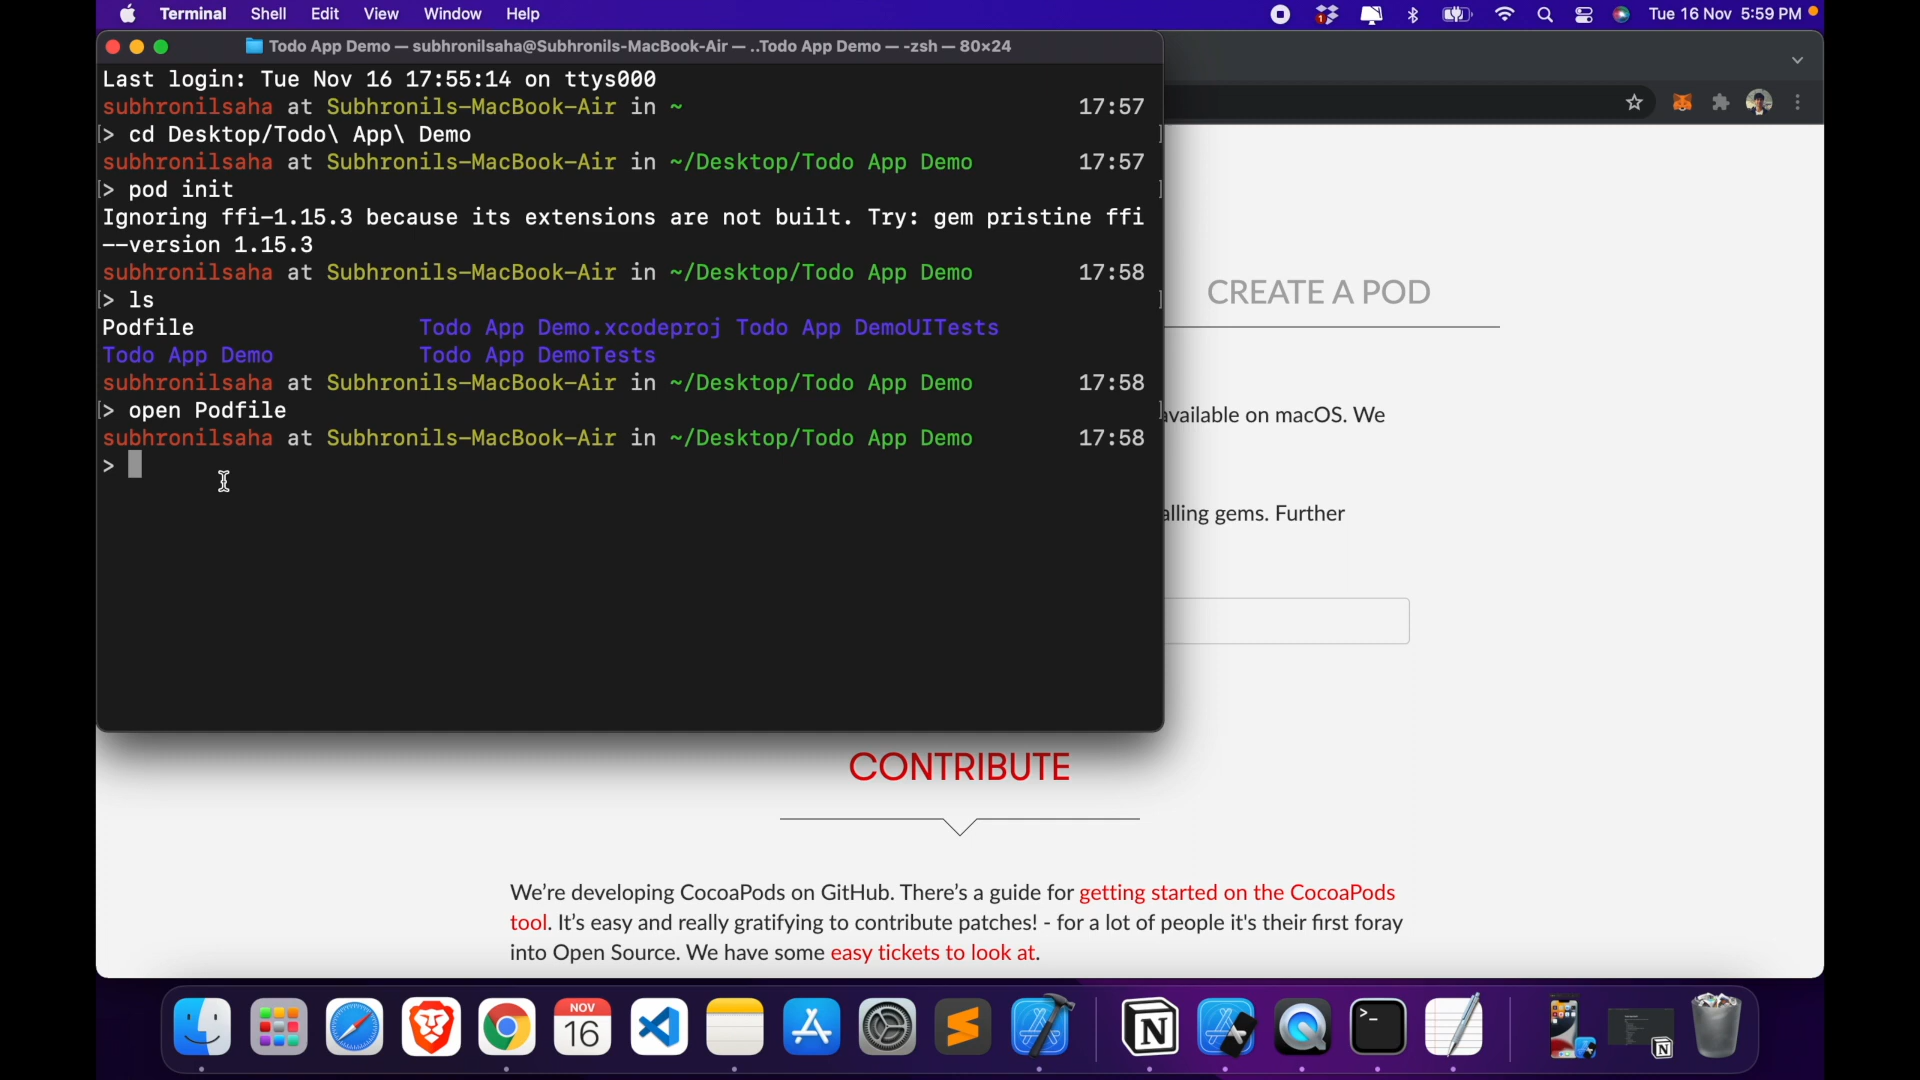 Terminal Shell Edit View Window Help
1
Tue 16 Nov 5:59 PM
Todo App Demo — subhronilsaha@Subhronils-MacBook-Air — ..Todo App Demo — -zsh — 80×24
Last login: Tue Nov 16 17:55:14 on ttys000
subhronilsaha at Subhronils-MacBook-Air in ~ 17:57
[> cd Desktop/Todo\ App\ Demo ]
subhronilsaha at Subhronils-MacBook-Air in ~/Desktop/Todo App Demo 17:57
[> pod init ]
Ignoring ffi-1.15.3 because its extensions are not built. Try: gem pristine ffi
--version 1.15.3
subhronilsaha at Subhronils-MacBook-Air in ~/Desktop/Todo App Demo 17:58
[> ls ]
Podfile Todo App Demo.xcodeproj Todo App DemoUITests
Todo App Demo Todo App DemoTests
subhronilsaha at Subhronils-MacBook-Air in ~/Desktop/Todo App Demo 17:58
[> open Podfile ]
subhronilsaha at Subhronils-MacBook-Air in ~/Desktop/Todo App Demo 17:58
>
CREATE A POD
available on macOS. We
alling gems. Further
CONTRIBUTE
We're developing CocoaPods on GitHub. There's a guide for getting started on the CocoaPods
tool. It's easy and really gratifying to contribute patches! - for a lot of people it's their first foray
into Open Source. We have some easy tickets to look at.
NOV
16